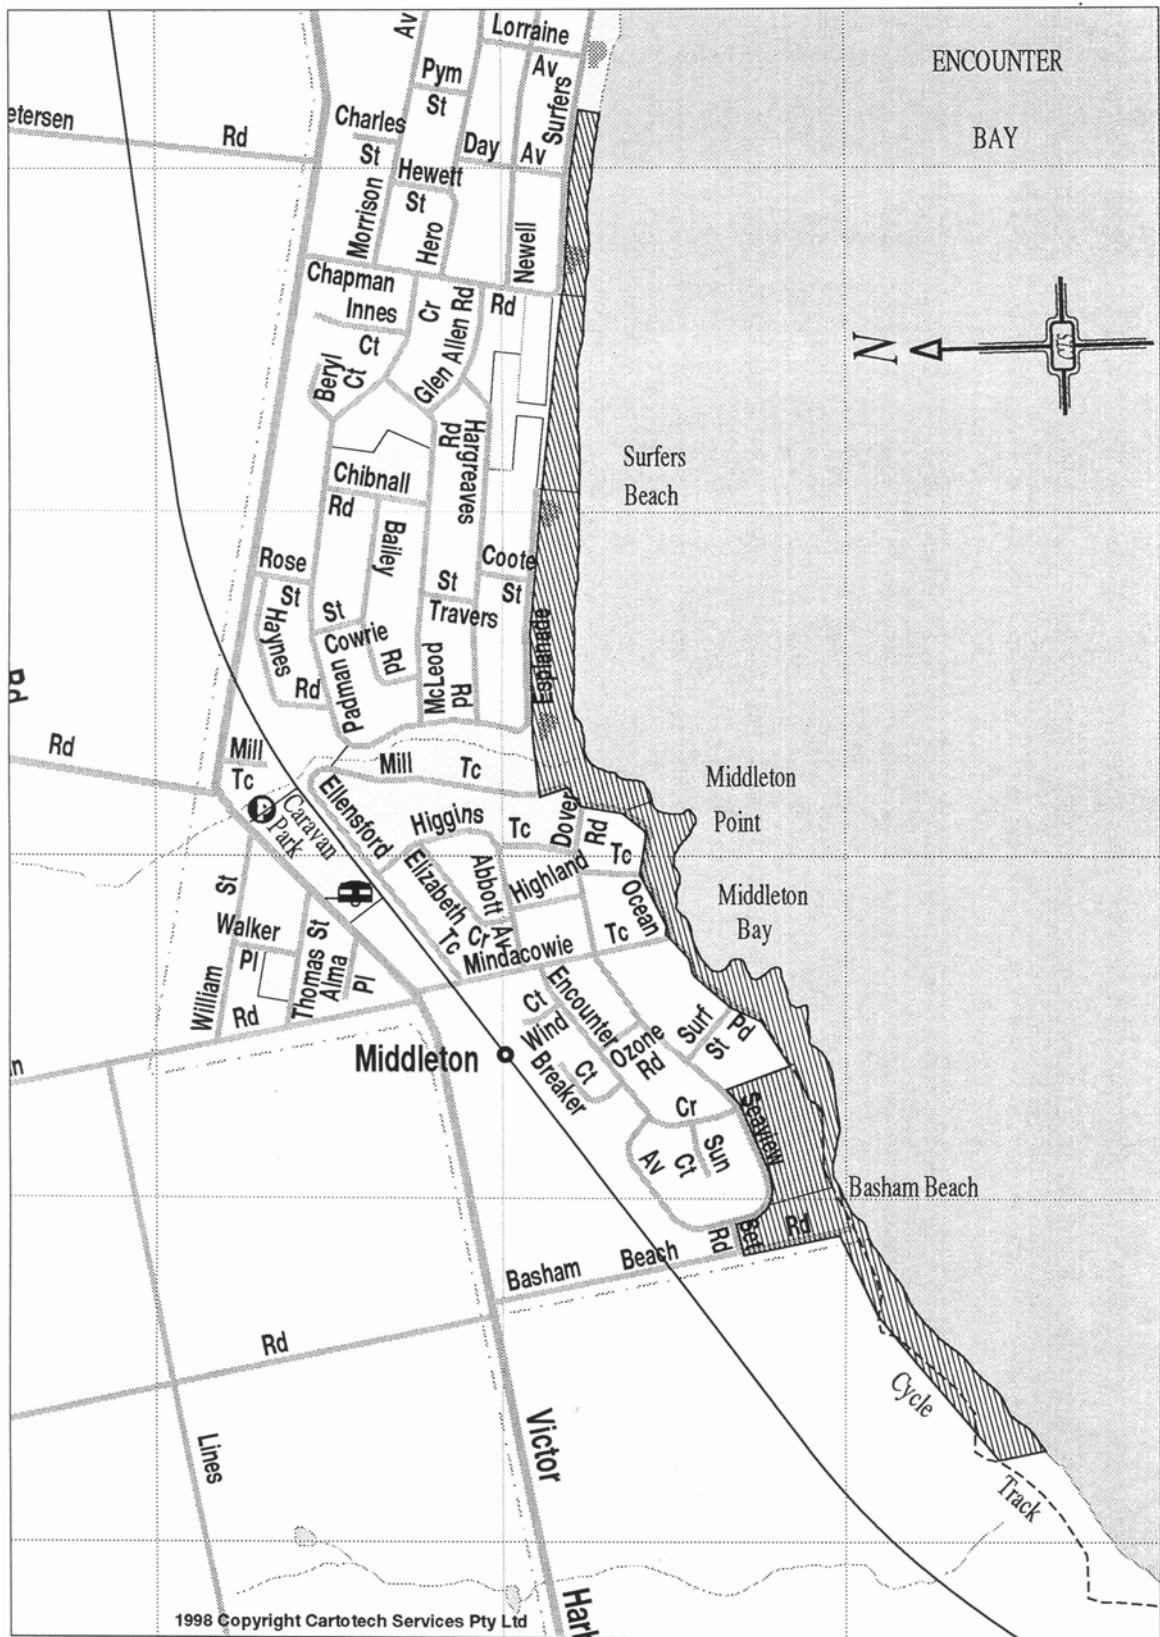 Av
Lorraine
Av
ENCOUNTER
BAY
Pym
St
Surfers
Av
etersen
Rd
Charles
St
Day
Hewett
St
Morrison
Hero
Newell
Chapman
Rd
Innes
Ct
Cr
Glen Allen Rd
N
CTS
Beryl
Ct
Hargreaves
Rd
Surfers
Beach
Chibnall
Rd
Bailey
Rose
St
Coote
St
St
Travers
Haynes
Rd
St
Cowrie
Rd
Padman
McLeod
Rd
Esplanade
Rd
Rd
Mill
Tc
Mill
Tc
Middleton
Point
Caravan
Park
Ellensford
Tc
Higgins
Tc
Dover
Rd
Tc
Elizabeth
Cr
Abbott
Av
Highland
Ocean
Tc
Middleton
Bay
St
Walker
Pl
William
Rd
Thomas St
Alma
Pl
Mindacowie
Encounter
Ct
Wind
Ozone
Rd
Surf
St
Pd
Middleton
n
Ct
Breaker
Cr
Seaview
Sun
Ct
Av
Basham Beach
Rd
Rd
Basham
Beach
Rd
Cycle
Track
Lines
Victor
Harl
1998 Copyright Cartotech Services Pty Ltd